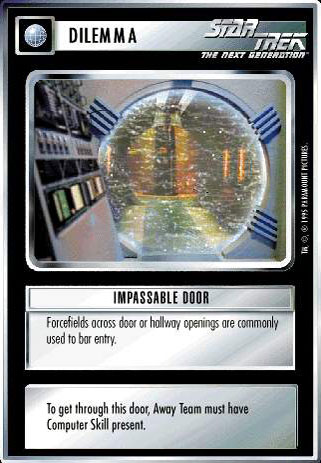 DILEMMA
STAR TREK
THE NEXT GENERATION
TM, ©, ® 1995 PARAMOUNT PICTURES.
IMPASSABLE DOOR
Forcefields across door or hallway openings are commonly
used to bar entry.
To get through this door, Away Team must have
Computer Skill present.